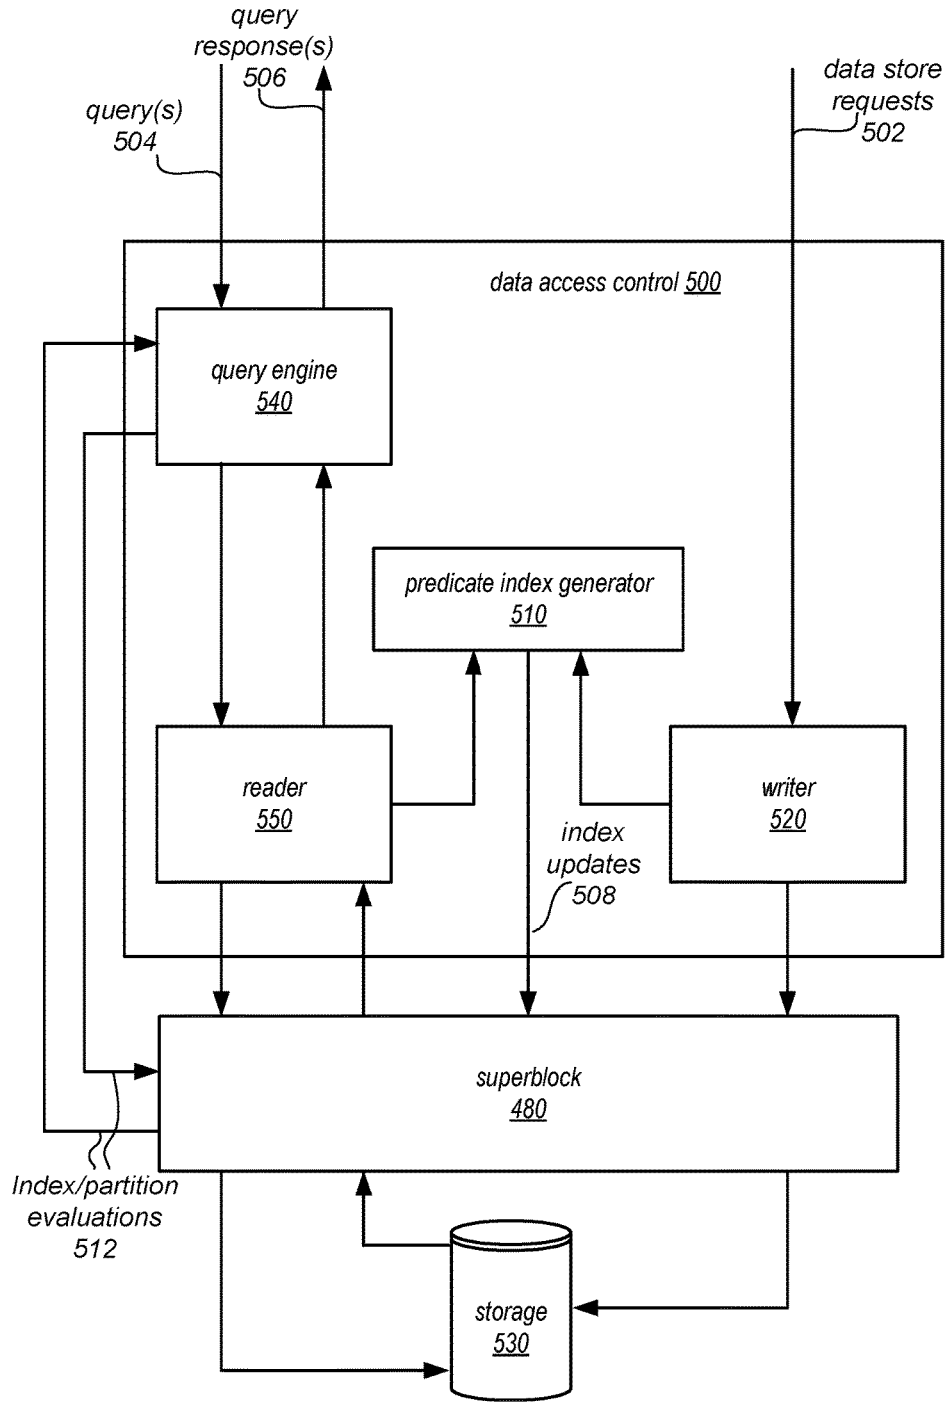 query
response(s)
506
query(s)
504
data store
requests
502
data access control 500
query engine
540
predicate index generator
510
reader
550
writer
520
index
updates
508
superblock
480
Index/partition
evaluations
512
storage
530